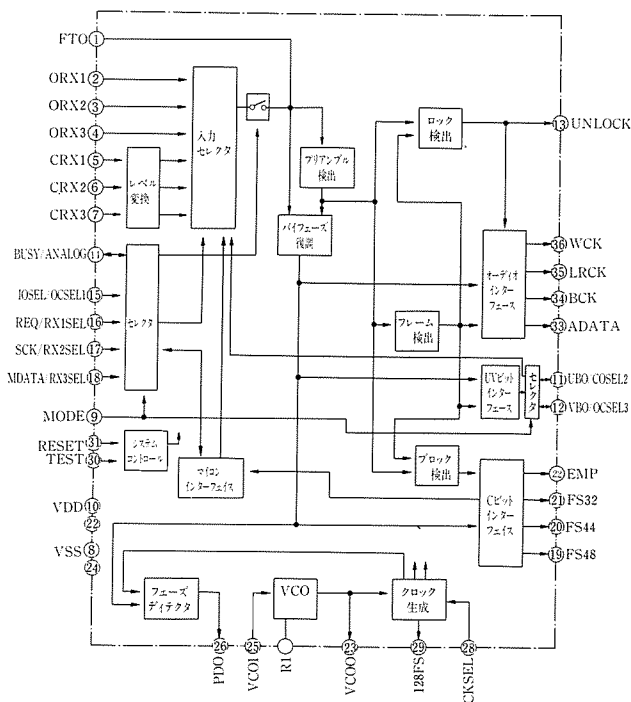 FTO 1
ORX1 2
ORX2 3
ORX3 4
CRX1 5
CRX2 6
CRX3 7
レベル
変換
入力
セレクタ
プリアンブル
検出
バイフェーズ
復調
ロック
検出
13 UNLOCK
BUSY/ANALOG 14
IOSEL/OCSEL1 15
REQ/RX1SEL 16
SCK/RX2SEL 17
MDATA/RX3SEL 18
セレクタ
MODE 9
オーディオ
インター
フェース
36 WCK
35 LRCK
34 BCK
33 ADATA
フレーム
検出
UVビット
インター
フェース
セレクタ
11 UBO/COSEL2
12 VBO/OCSEL3
RESET 31
TEST 30
システム
コントロール
マイコン
インターフェイス
ブロック
検出
Cビット
インター
フェイス
22 EMP
21 FS32
20 FS44
19 FS48
VDD 10
22
VSS 8
24
フェーズ
ディテクタ
VCO
クロック
生成
26 PDO
25 VCOI
R1
23 VCOO
29 128FS
28 CKSEL